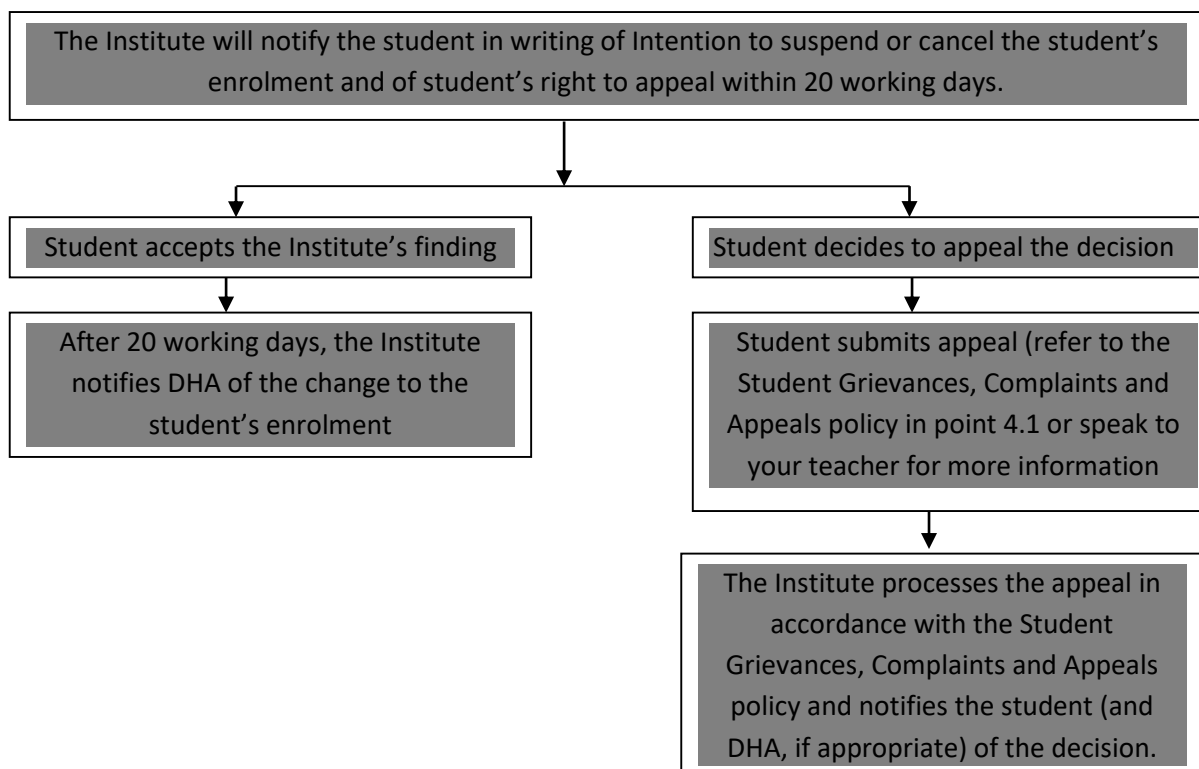 The Institute will notify the student in writing of Intention to suspend or cancel the student’s
enrolment and of student’s right to appeal within 20 working days.
Student accepts the Institute’s finding
Student decides to appeal the decision
After 20 working days, the Institute
notifies DHA of the change to the
student’s enrolment
Student submits appeal (refer to the
Student Grievances, Complaints and
Appeals policy in point 4.1 or speak to
your teacher for more information
The Institute processes the appeal in
accordance with the Student
Grievances, Complaints and Appeals
policy and notifies the student (and
DHA, if appropriate) of the decision.